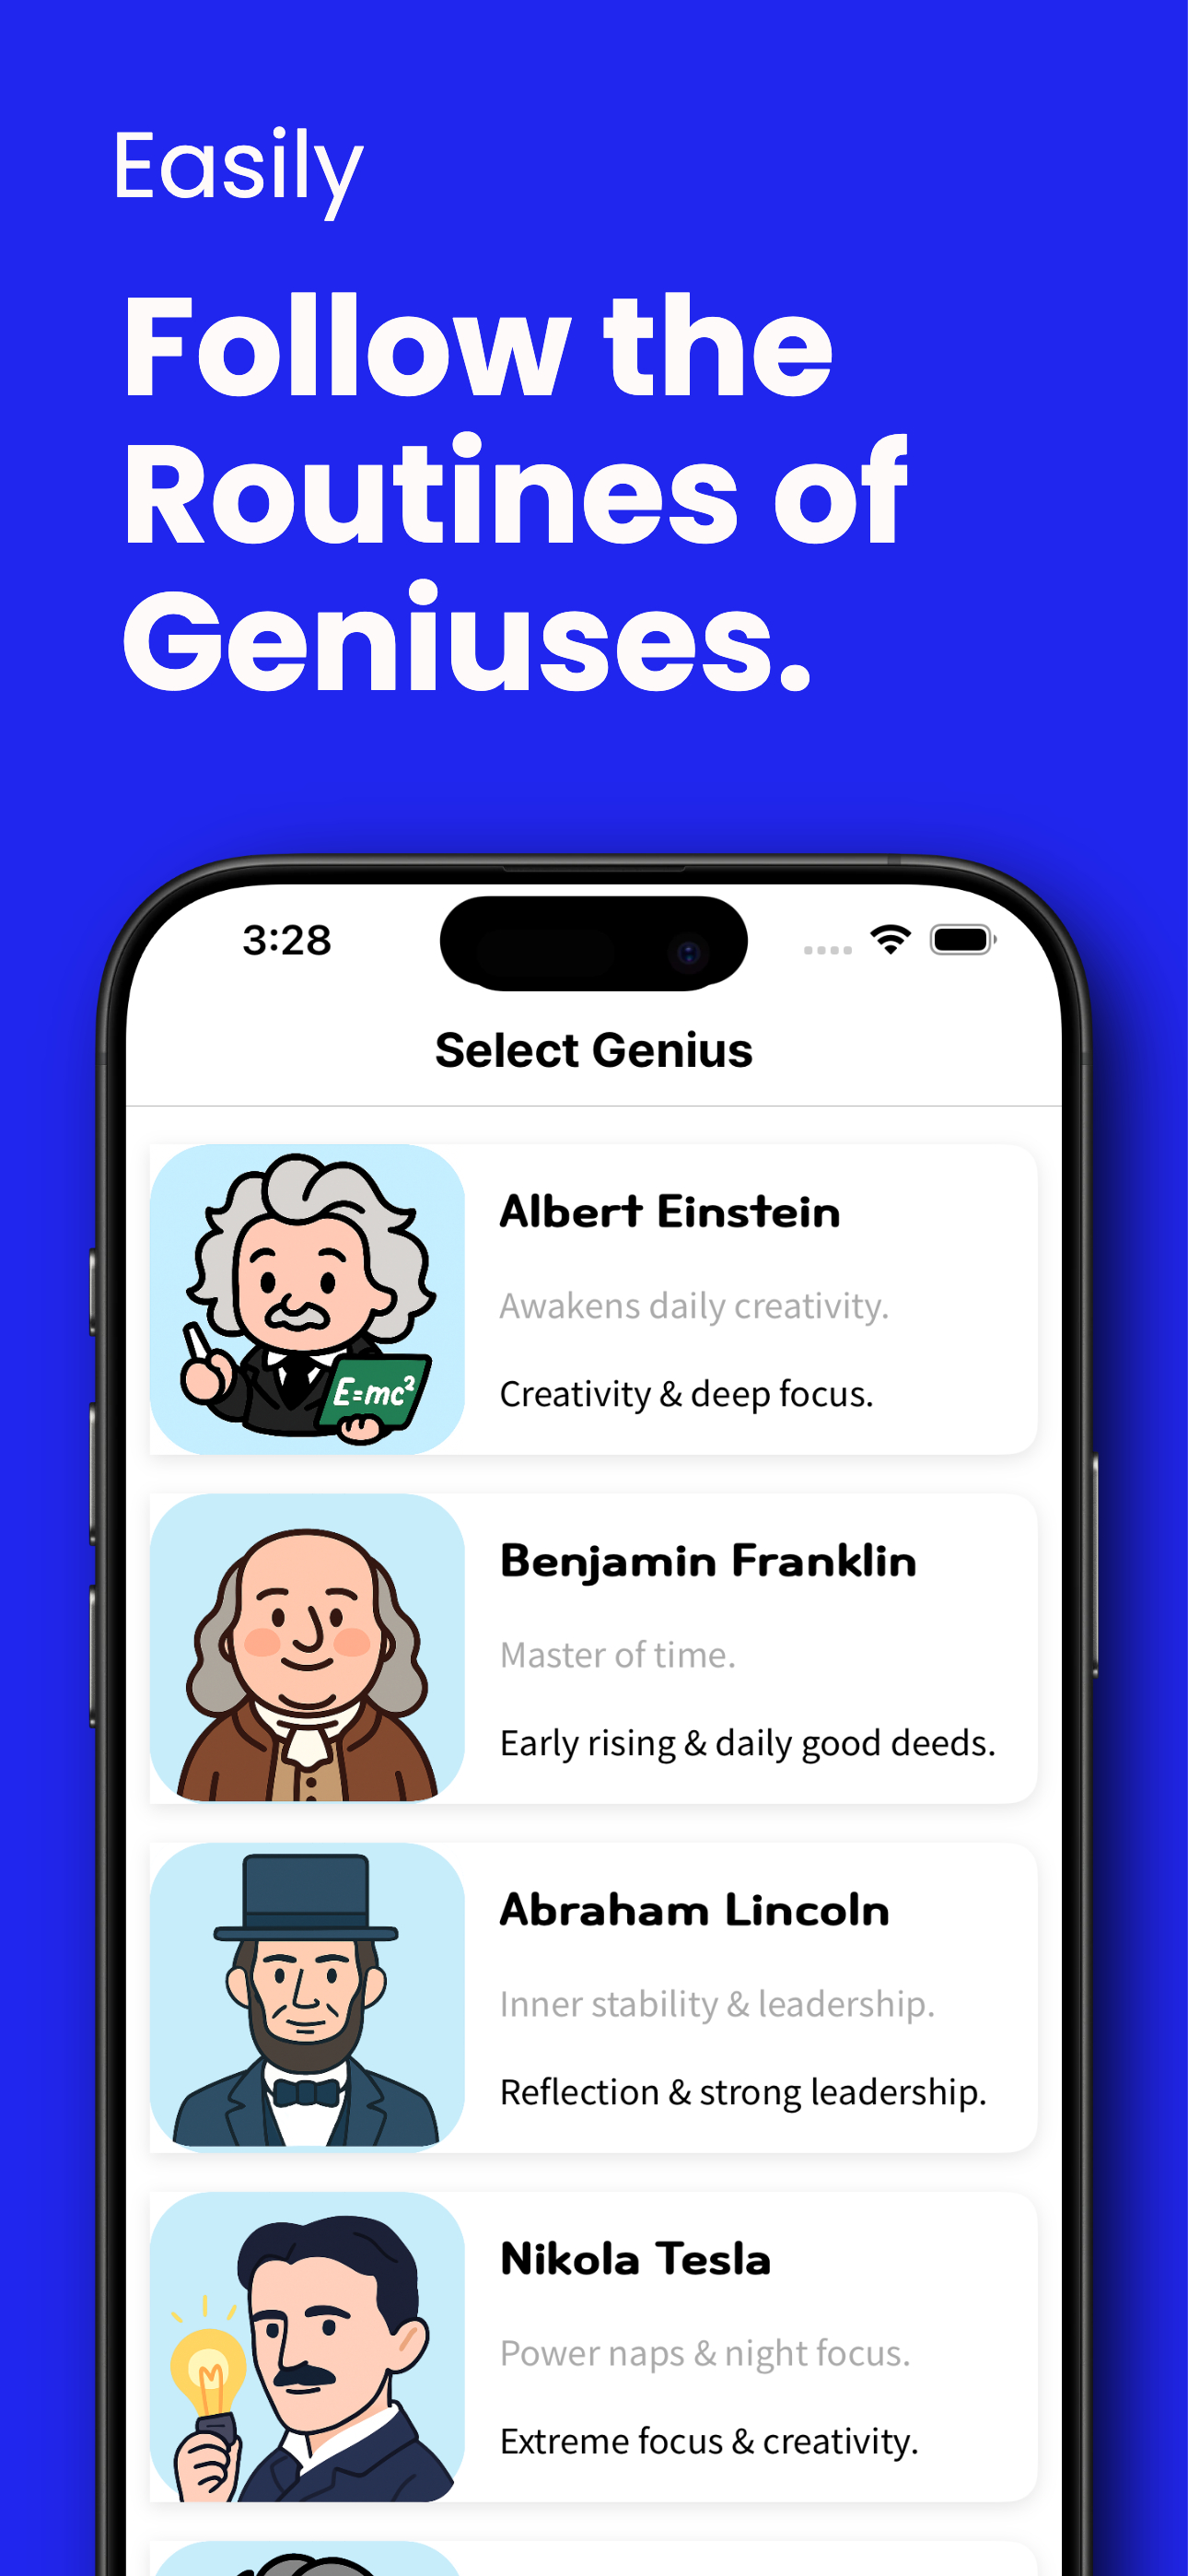 Easily
Follow the
Routines of
Geniuses.
3:28
Select Genius
Albert Einstein
Awakens daily creativity.
Creativity & deep focus.
E=mc²
Benjamin Franklin
Master of time.
Early rising & daily good deeds.
Abraham Lincoln
Inner stability & leadership.
Reflection & strong leadership.
Nikola Tesla
Power naps & night focus.
Extreme focus & creativity.